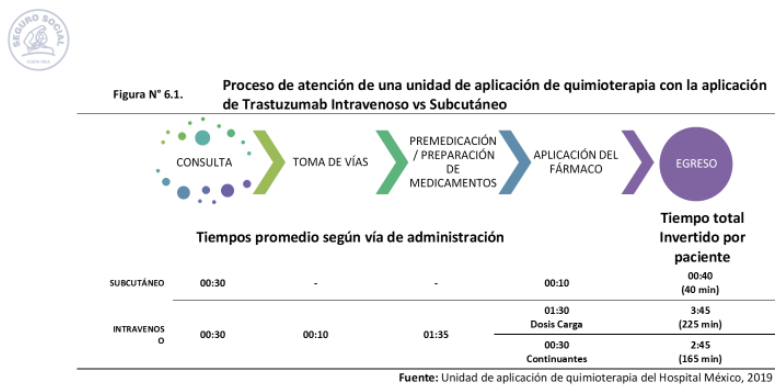 SEGURO SOCIAL
COSTA RICA
Figura N° 6.1.
Proceso de atención de una unidad de aplicación de quimioterapia con la aplicación
de Trastuzumab Intravenoso vs Subcutáneo
CONSULTA
TOMA DE VÍAS
PREMEDICACIÓN
/ PREPARACIÓN
DE
MEDICAMENTOS
APLICACIÓN DEL
FÁRMACO
EGRESO
Tiempos promedio según vía de administración
Tiempo total
Invertido por
paciente
SUBCUTÁNEO 00:30 - - 00:10 00:40
(40 min)
INTRAVENOS
O
00:30 00:10 01:35
01:30
Dosis Carga
3:45
(225 min)
00:30
Continuantes
2:45
(165 min)
Fuente: Unidad de aplicación de quimioterapia del Hospital México, 2019